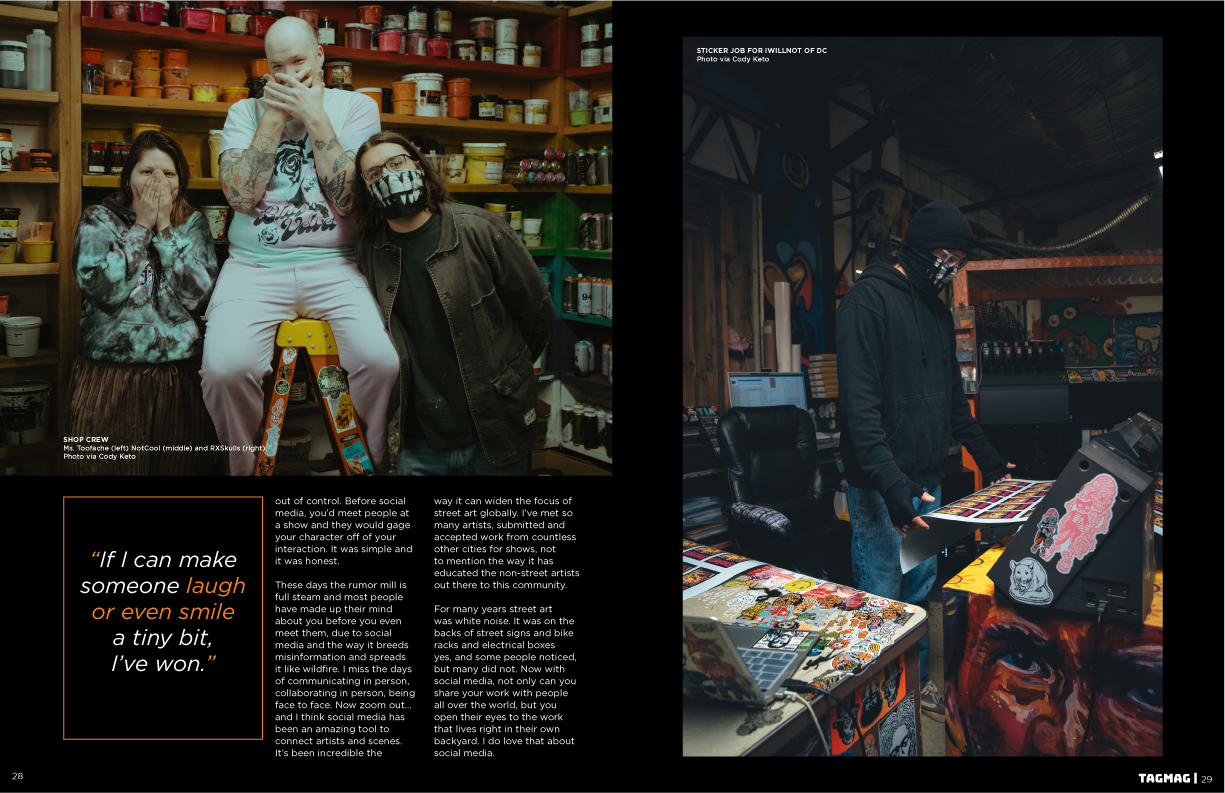 SHOP CREW
Ms. Toofache (left) NotCool (middle) and RXSkulls (right)
Photo via Cody Keto
“If I can make
someone laugh
or even smile
a tiny bit,
I’ve won.”
out of control. Before social
media, you’d meet people at
a show and they would gage
your character off of your
interaction. It was simple and
it was honest.
These days the rumor mill is
full steam and most people
have made up their mind
about you before you even
meet them, due to social
media and the way it breeds
misinformation and spreads
it like wildfire. I miss the days
of communicating in person,
collaborating in person, being
face to face. Now zoom out...
and I think social media has
been an amazing tool to
connect artists and scenes.
It’s been incredible the
way it can widen the focus of
street art globally. I’ve met so
many artists, submitted and
accepted work from countless
other cities for shows, not
to mention the way it has
educated the non-street artists
out there to this community.
For many years street art
was white noise. It was on the
backs of street signs and bike
racks and electrical boxes
yes, and some people noticed,
but many did not. Now with
social media, not only can you
share your work with people
all over the world, but you
open their eyes to the work
that lives right in their own
backyard. I do love that about
social media.
28
STICKER JOB FOR IWILLNOT OF DC
Photo via Cody Keto
TAGMAG | 29